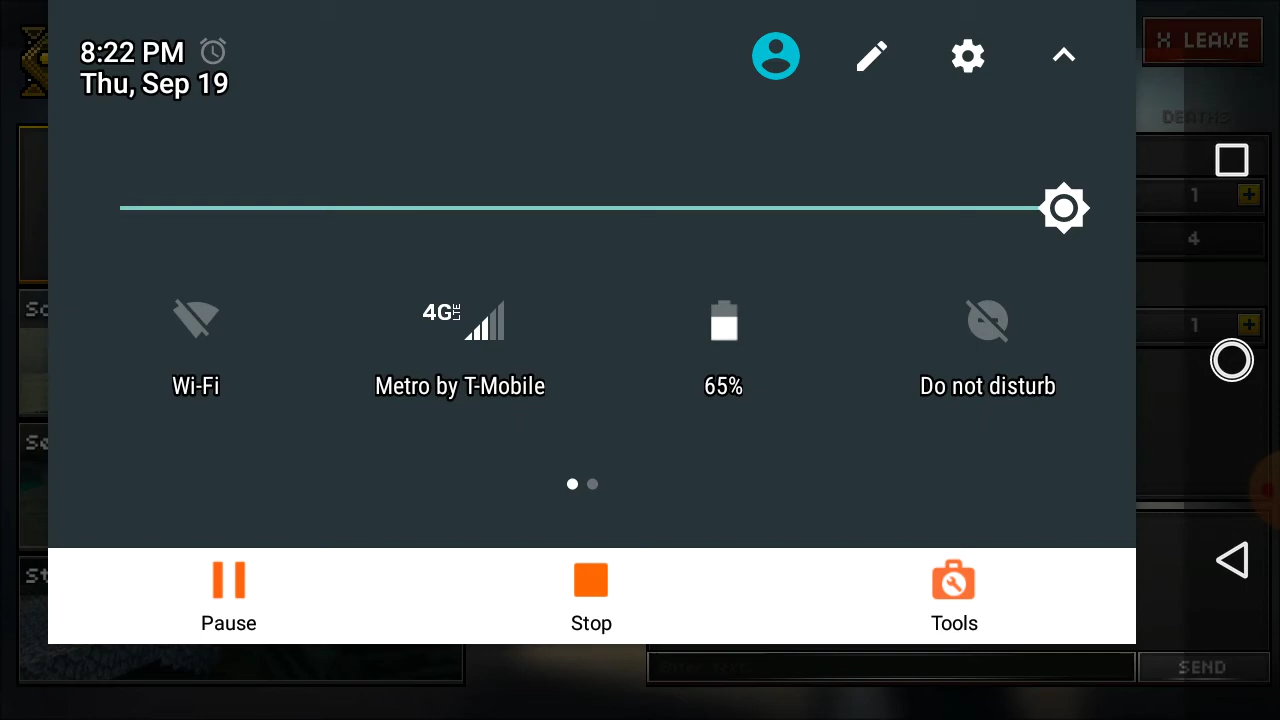 8:22 PM
Thu, Sep 19
X LEAVE
DEATHS
1
4
1
4G LTE
Wi-Fi
Metro by T-Mobile
65%
Do not disturb
Pause
Stop
Tools
SEND